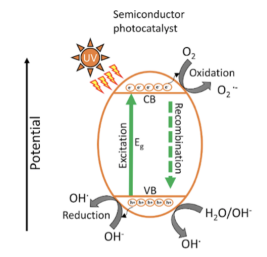 Semiconductor
photocatalyst
UV
O₂
Oxidation
O₂˙⁻
e⁻ e⁻ e⁻ e⁻ e⁻
CB
Potential
Excitation
Eg
Recombination
VB
h+ h+ h+ h+ h+
OH⁻
Reduction
OH⁻
H₂O/OH⁻
OH⁻